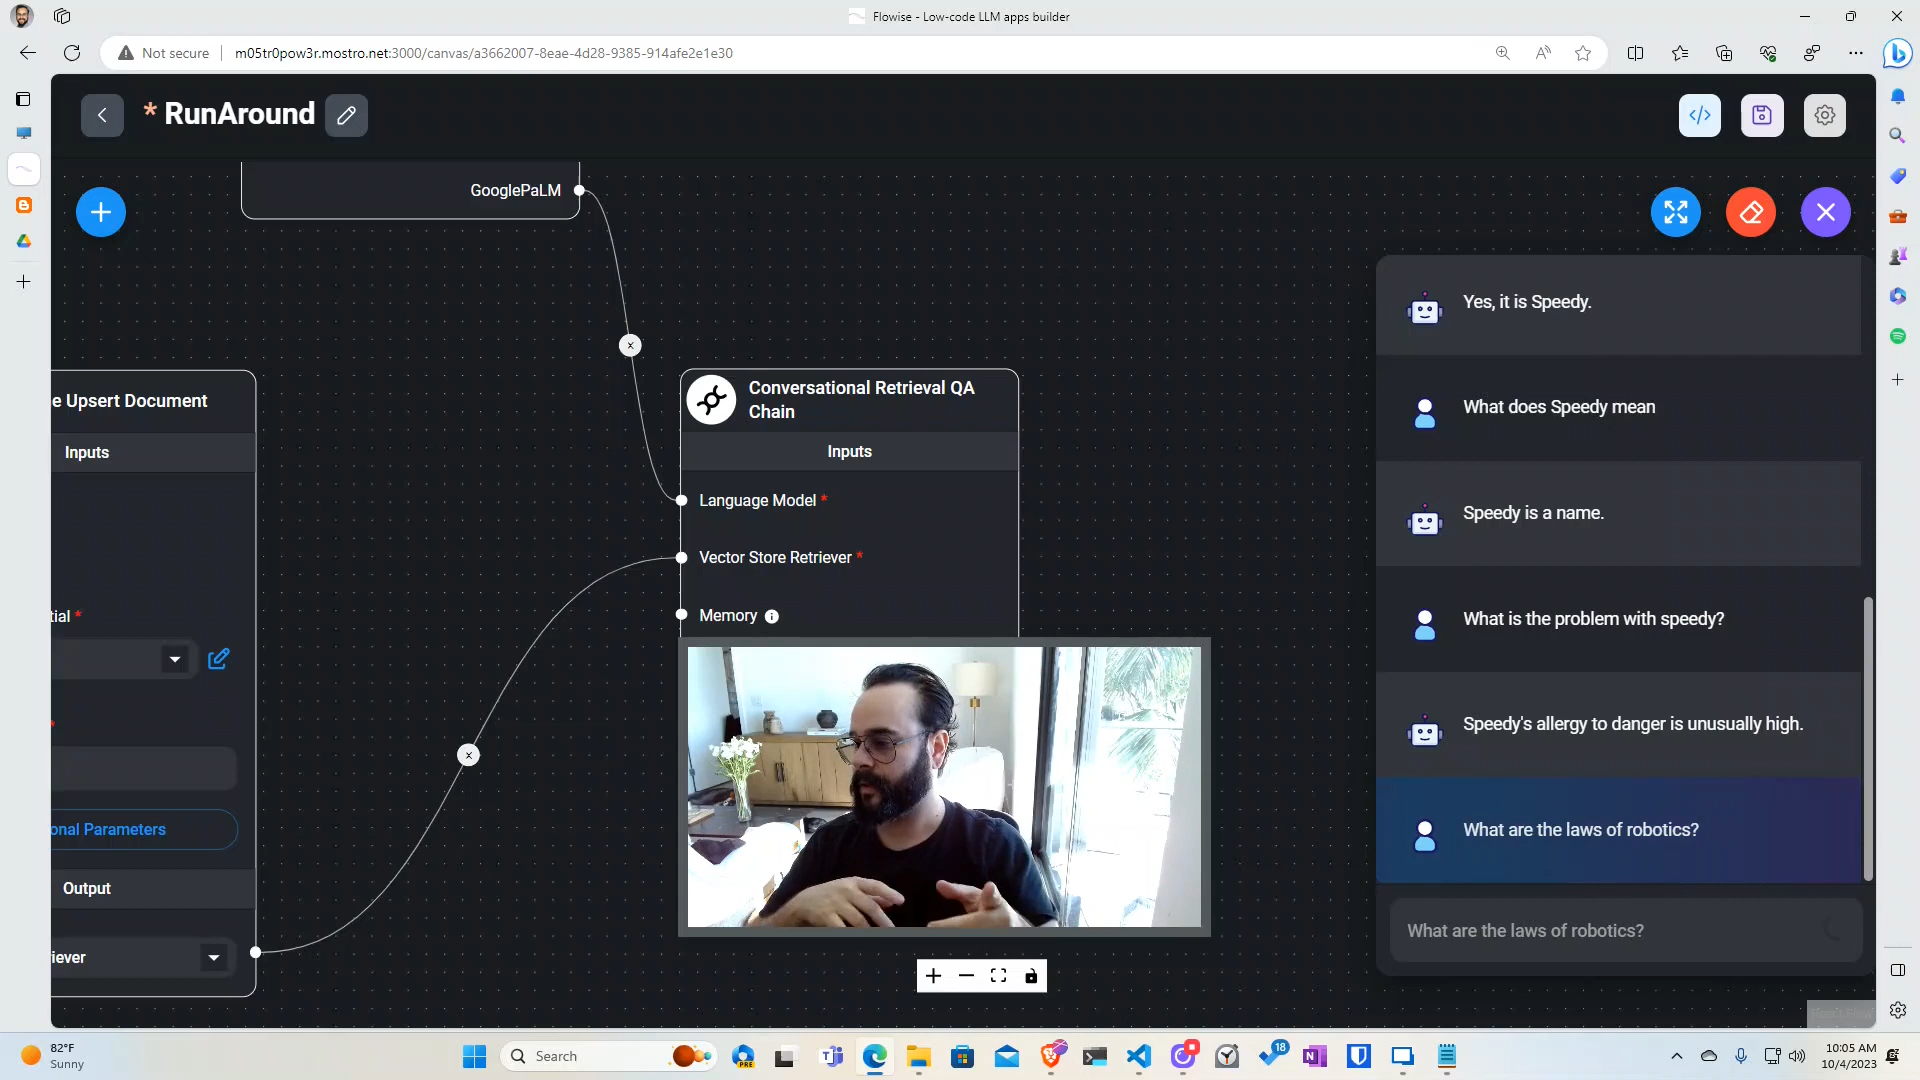 Flowise - Low-code LLM apps builder
Not secure
m05tr0pow3r.mostro.net:3000/canvas/a3662007-8eae-4d28-9385-914afe2e1e30
* RunAround
GooglePaLM
e Upsert Document
Inputs
tial *
*
onal Parameters
Output
iever
Conversational Retrieval QA
Chain
Inputs
Language Model *
Vector Store Retriever *
Memory
Yes, it is Speedy.
What does Speedy mean
Speedy is a name.
What is the problem with speedy?
Speedy's allergy to danger is unusually high.
What are the laws of robotics?
What are the laws of robotics?
82°F
Sunny
Search
PRE
18
10:05 AM
10/4/2023